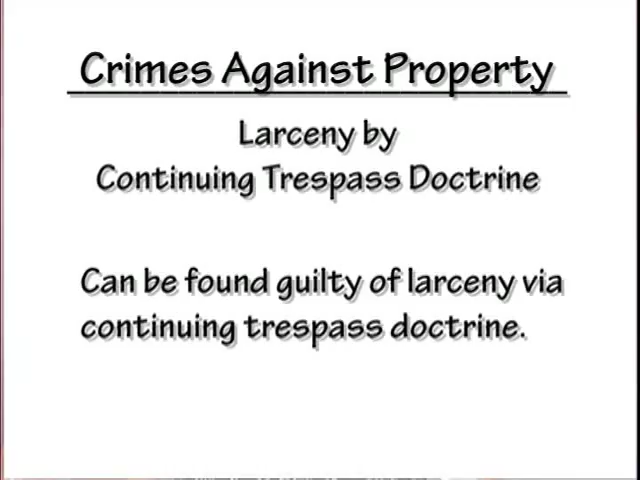 Crimes Against Property
Larceny by
Continuing Trespass Doctrine
Can be found guilty of larceny via
continuing trespass doctrine.